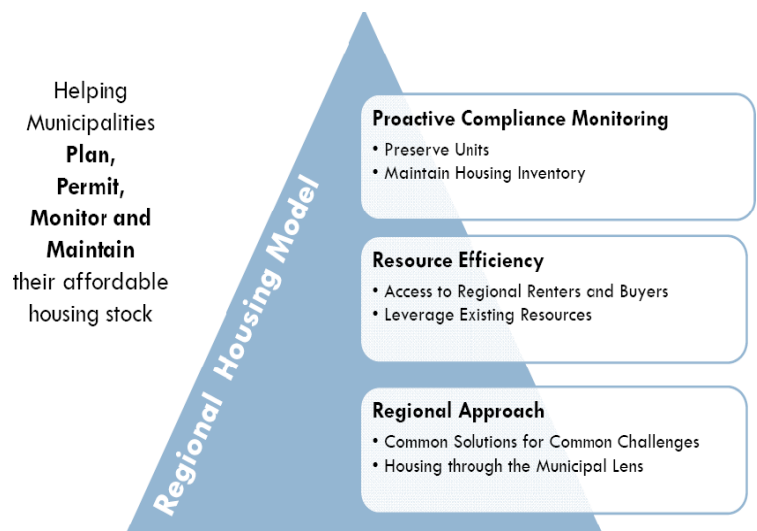 Helping
Municipalities
Plan,
Permit,
Monitor and
Maintain
their affordable
housing stock
Regional Housing Model
Proactive Compliance Monitoring
• Preserve Units
• Maintain Housing Inventory
Resource Efficiency
• Access to Regional Renters and Buyers
• Leverage Existing Resources
Regional Approach
• Common Solutions for Common Challenges
• Housing through the Municipal Lens